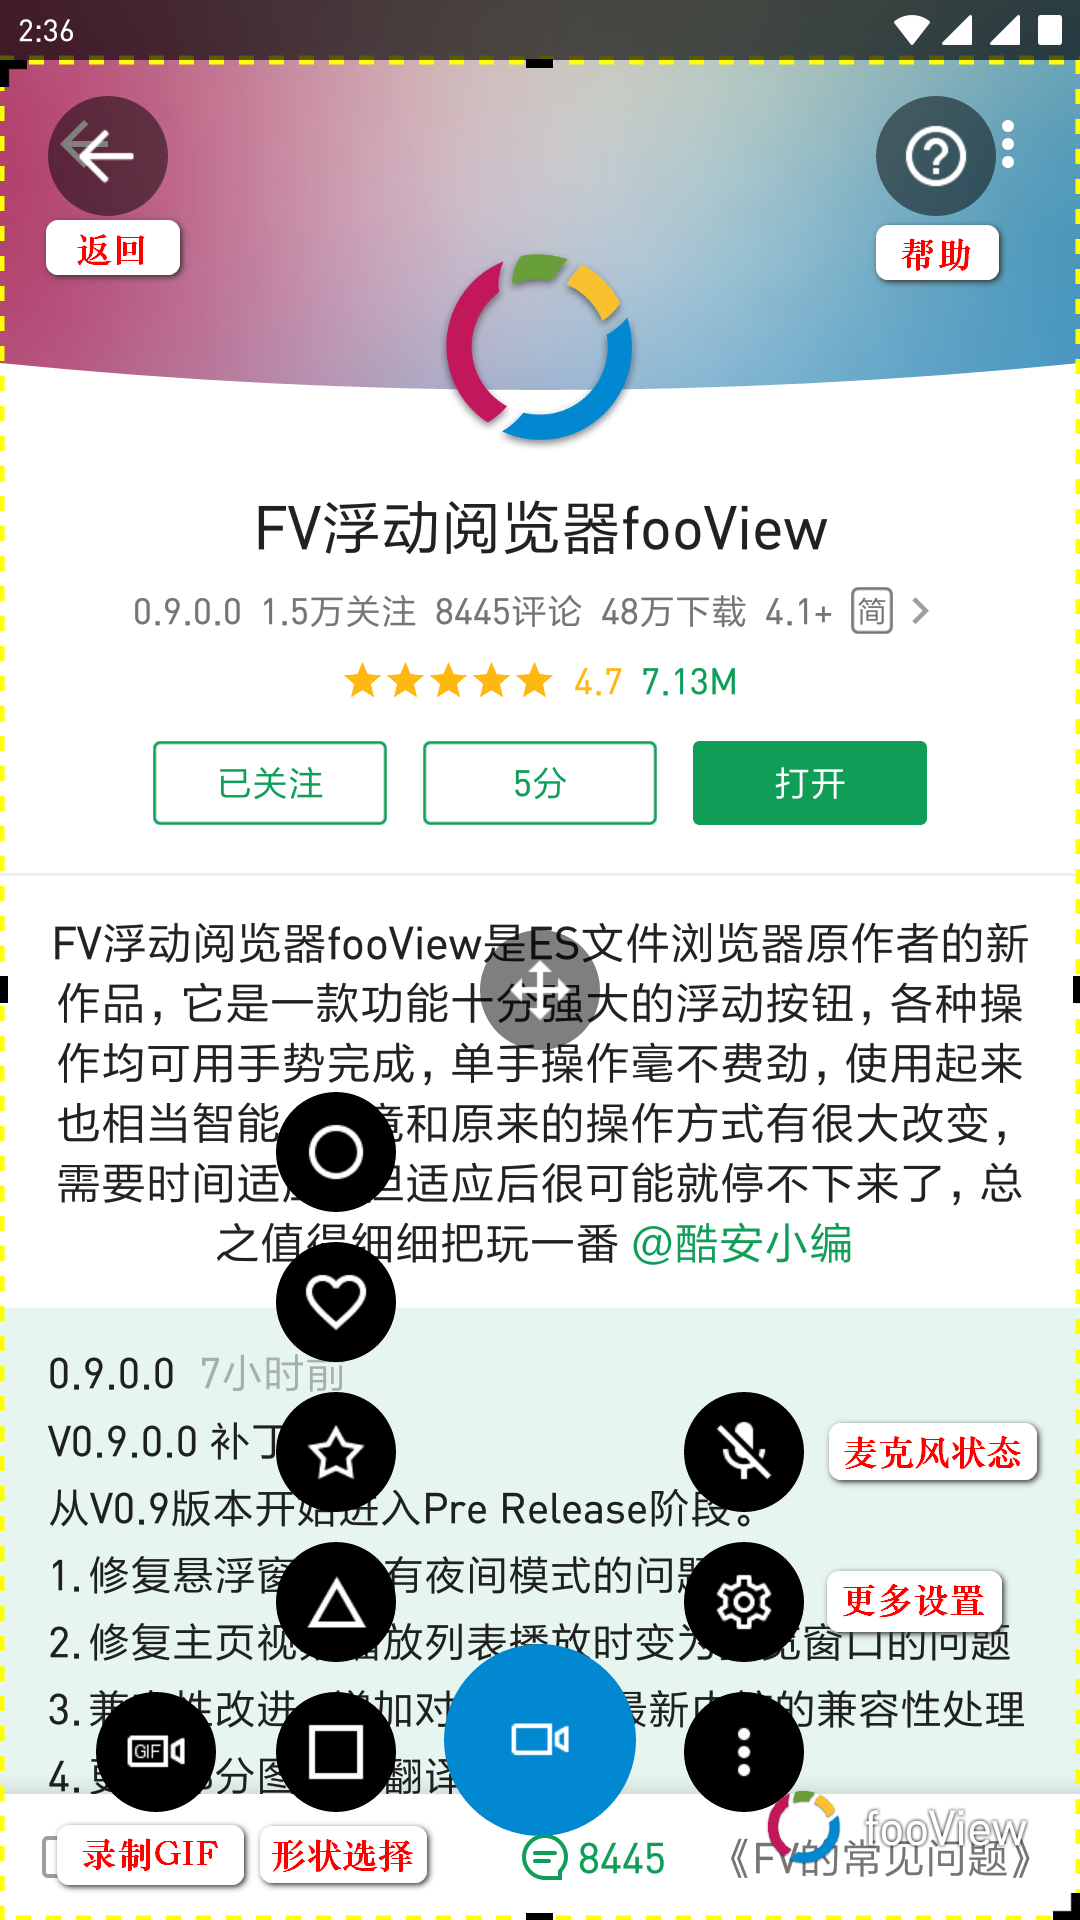 2:36
返回
帮助
FV浮动阅览器fooView
0.9.0.0 1.5万关注 8445评论 48万下载 4.1+ 简
4.7 7.13M
已关注
5分
打开
FV浮动阅览器fooView是ES文件浏览器原作者的新
作品，它是一款功能十分强大的浮动按钮，各种操
作均可用手势完成，单手操作毫不费劲，使用起来
也相当智能 竟和原来的操作方式有很大改变，
需要时间适应 但适应后很可能就停不下来了，总
之值得细细把玩一番 @酷安小编
0.9.0.0 7小时前
V0.9.0.0 补丁
从V0.9版本开始进入Pre Release阶段。
麦克风状态
1.修复悬浮窗 有夜间模式的问题
更多设置
2.修复主页视频播放列表播放时变为 窗口的问题
3.兼容性改进 增加对 最新内核的兼容性处理
GIF
4. 分图 翻译
fooView
录制GIF
形状选择
8445
《FV的常见问题》